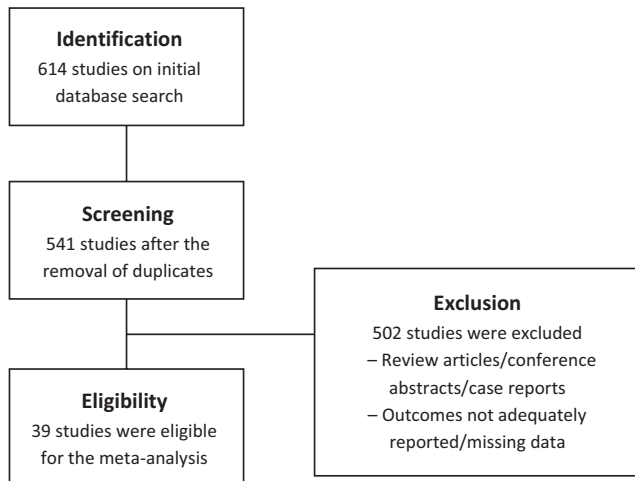 Identification
614 studies on initial
database search
Screening
541 studies after the
removal of duplicates
Exclusion
502 studies were excluded
– Review articles/conference
abstracts/case reports
– Outcomes not adequately
reported/missing data
Eligibility
39 studies were eligible
for the meta-analysis